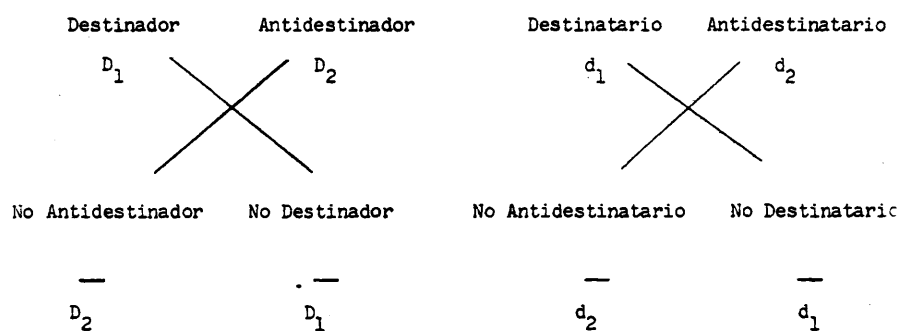 Destinador Antidestinador Destinatario Antidestinatario
D1 D2 d1 d2
No Antidestinador No Destinador No Antidestinatario No Destinataric
D2 D1 d2 d1